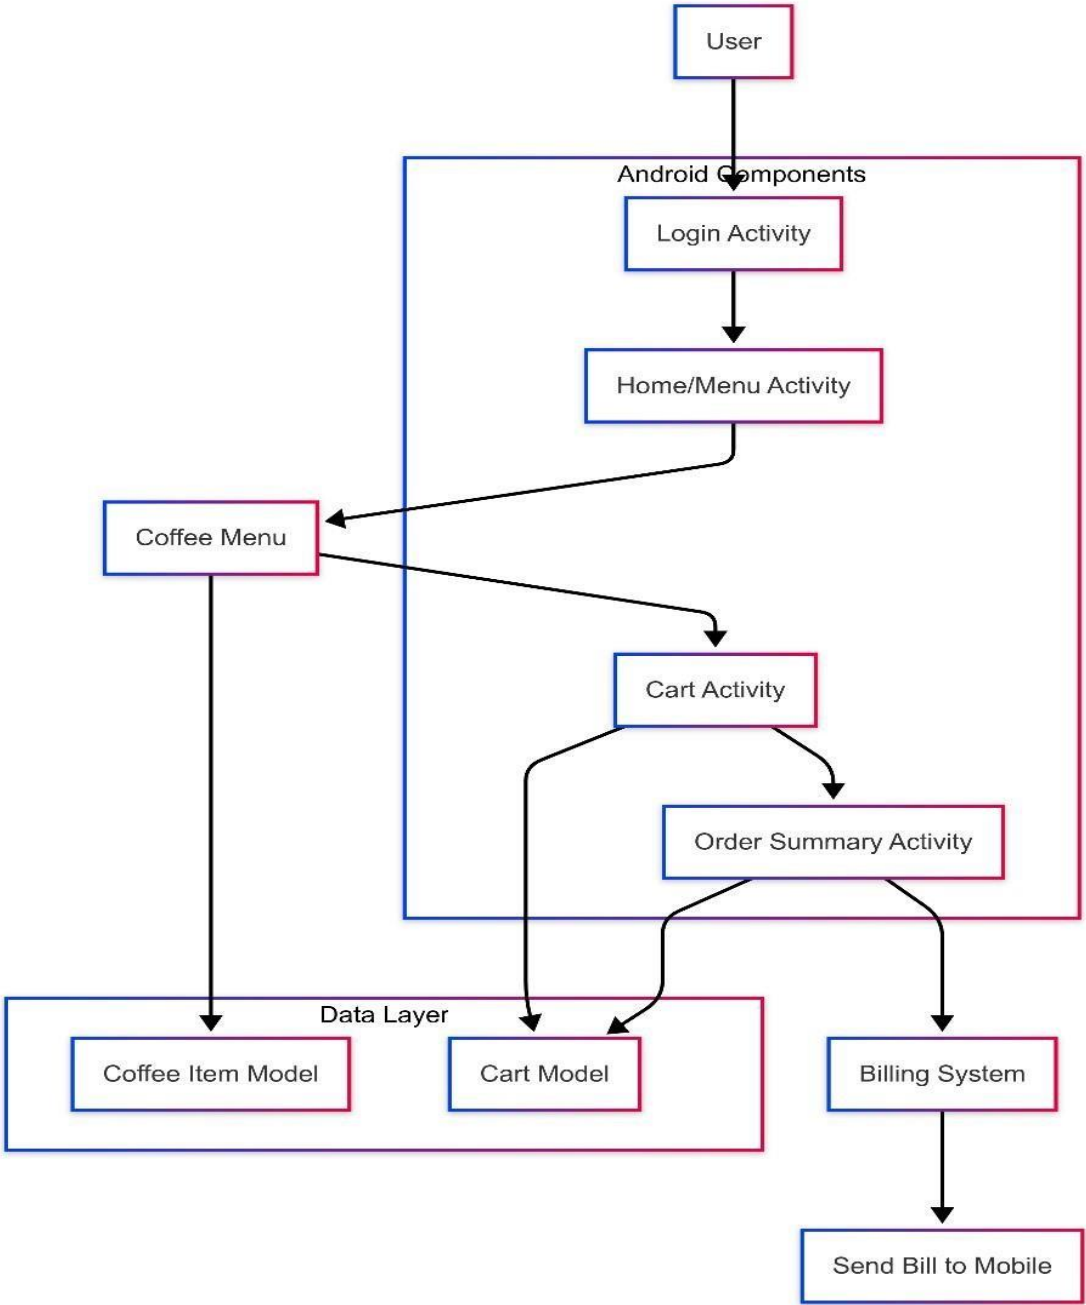 User
Android Components
Login Activity
Home/Menu Activity
Coffee Menu
Cart Activity
Order Summary Activity
Data Layer
Coffee Item Model
Cart Model
Billing System
Send Bill to Mobile